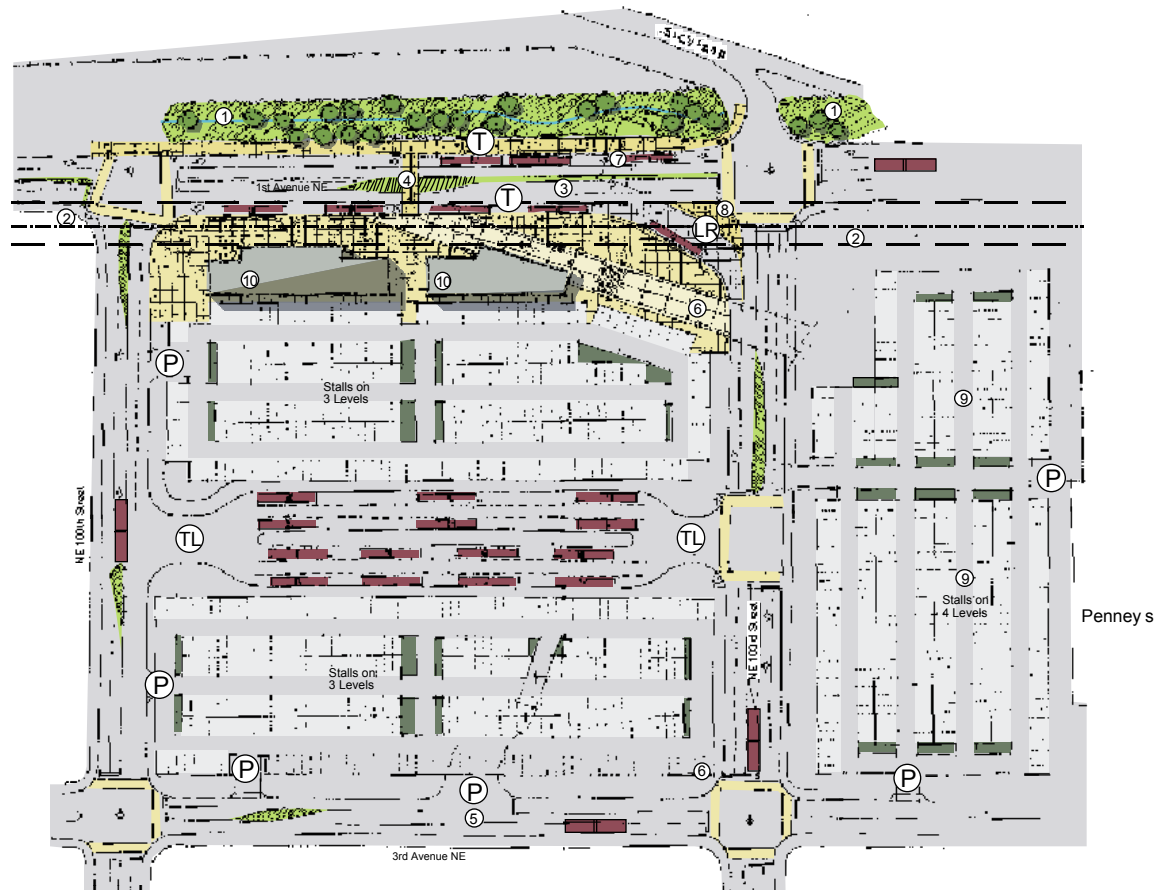 1
1
T
7
4
1st Avenue NE
3
T
2
8
LR
2
10
10
6
P
Stalls on
3 Levels
9
P
NE 100th Street
TL
TL
9
Stalls on
4 Levels
Penney s
NE 103rd Street
Stalls on
3 Levels
P
P
6
P
P
5
3rd Avenue NE